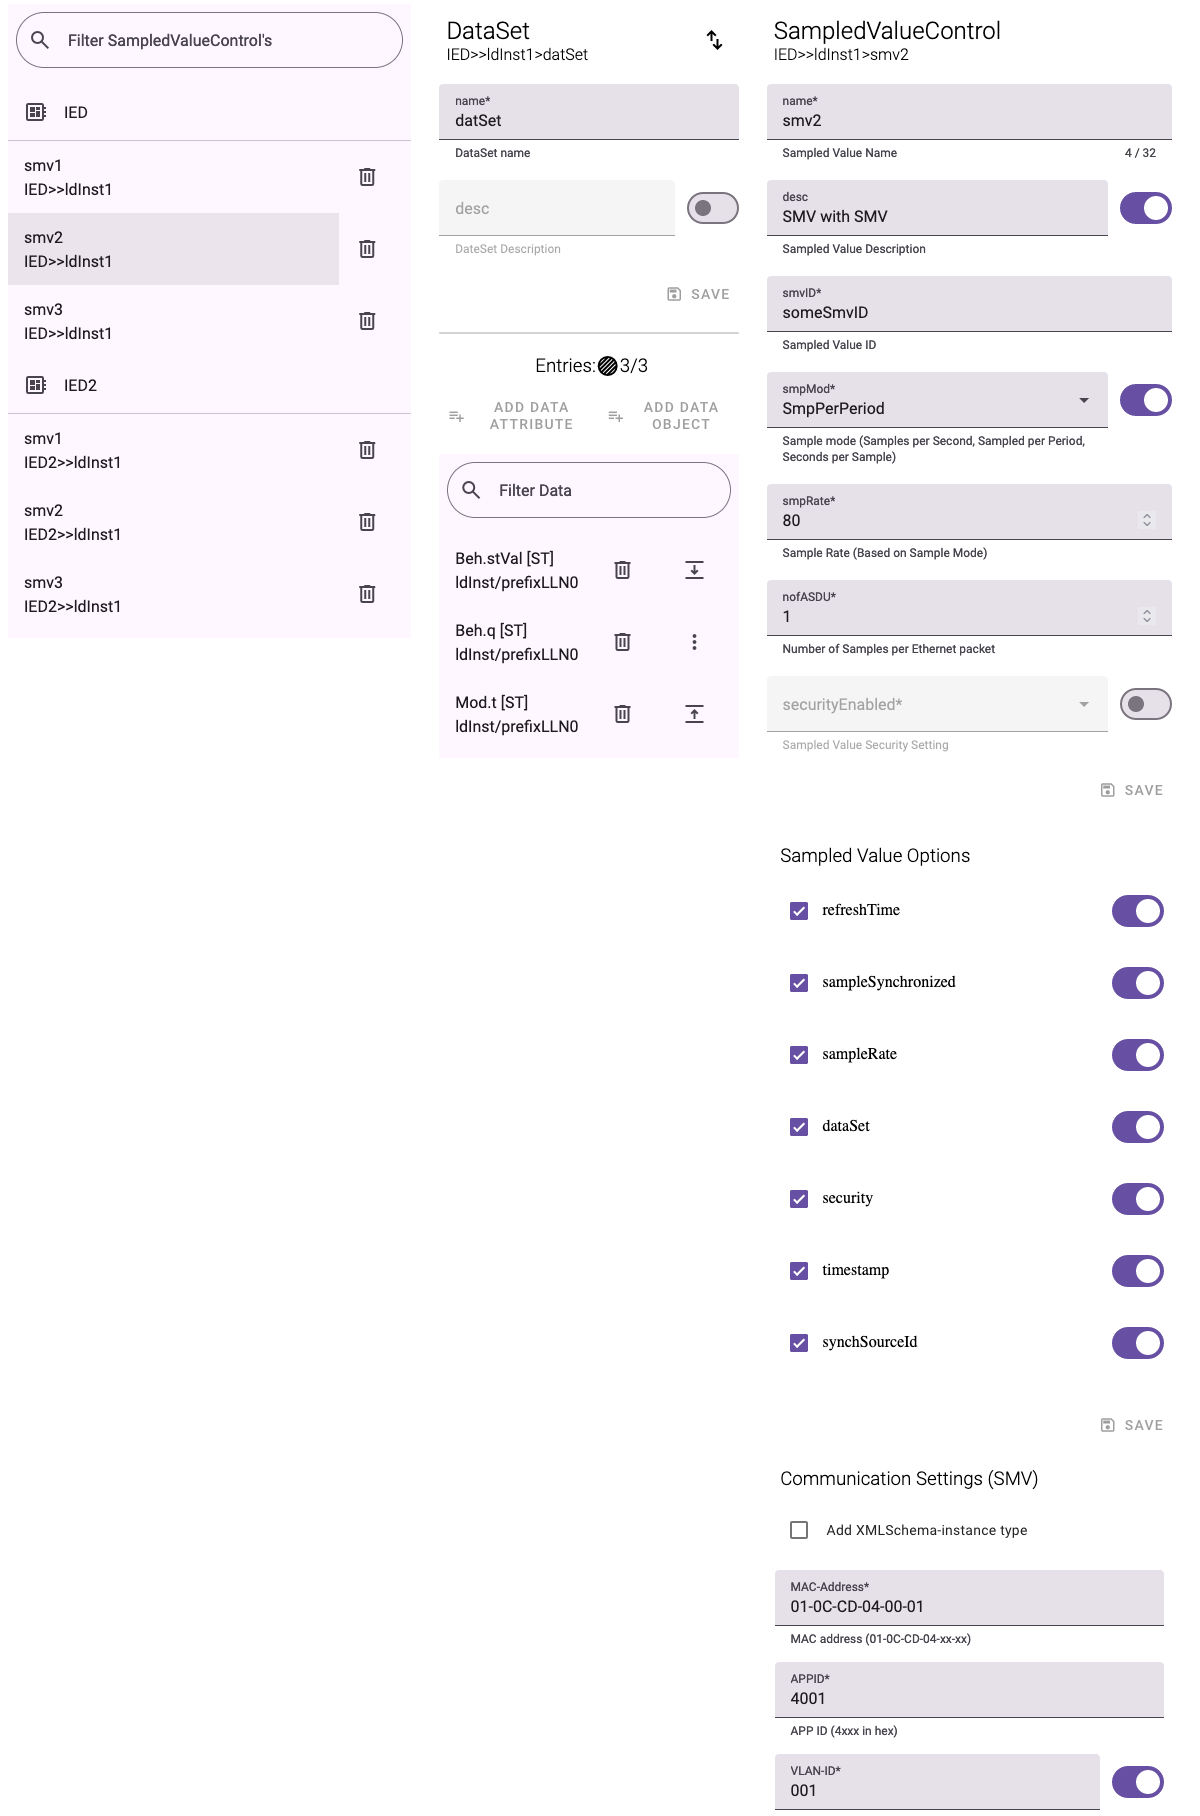 Filter SampledValueControl's
IED
smv1
IED>>ldInst1
smv2
IED>>ldInst1
smv3
IED>>ldInst1
IED2
smv1
IED2>>ldInst1
smv2
IED2>>ldInst1
smv3
IED2>>ldInst1
DataSet
IED>>ldInst1>datSet
name*
datSet
DataSet name
desc
DateSet Description
SAVE
Entries: 3/3
ADD DATA
ATTRIBUTE
ADD DATA
OBJECT
Filter Data
Beh.stVal [ST]
ldInst/prefixLLN0
Beh.q [ST]
ldInst/prefixLLN0
Mod.t [ST]
ldInst/prefixLLN0
SampledValueControl
IED>>ldInst1>smv2
name*
smv2
Sampled Value Name
4 / 32
desc
SMV with SMV
Sampled Value Description
smvID*
someSmvID
Sampled Value ID
smpMod*
SmpPerPeriod
Sample mode (Samples per Second, Sampled per Period,
Seconds per Sample)
smpRate*
80
Sample Rate (Based on Sample Mode)
nofASDU*
1
Number of Samples per Ethernet packet
securityEnabled*
Sampled Value Security Setting
SAVE
Sampled Value Options
refreshTime
sampleSynchronized
sampleRate
dataSet
security
timestamp
synchSourceId
SAVE
Communication Settings (SMV)
Add XMLSchema-instance type
MAC-Address*
01-0C-CD-04-00-01
MAC address (01-0C-CD-04-xx-xx)
APPID*
4001
APP ID (4xxx in hex)
VLAN-ID*
001